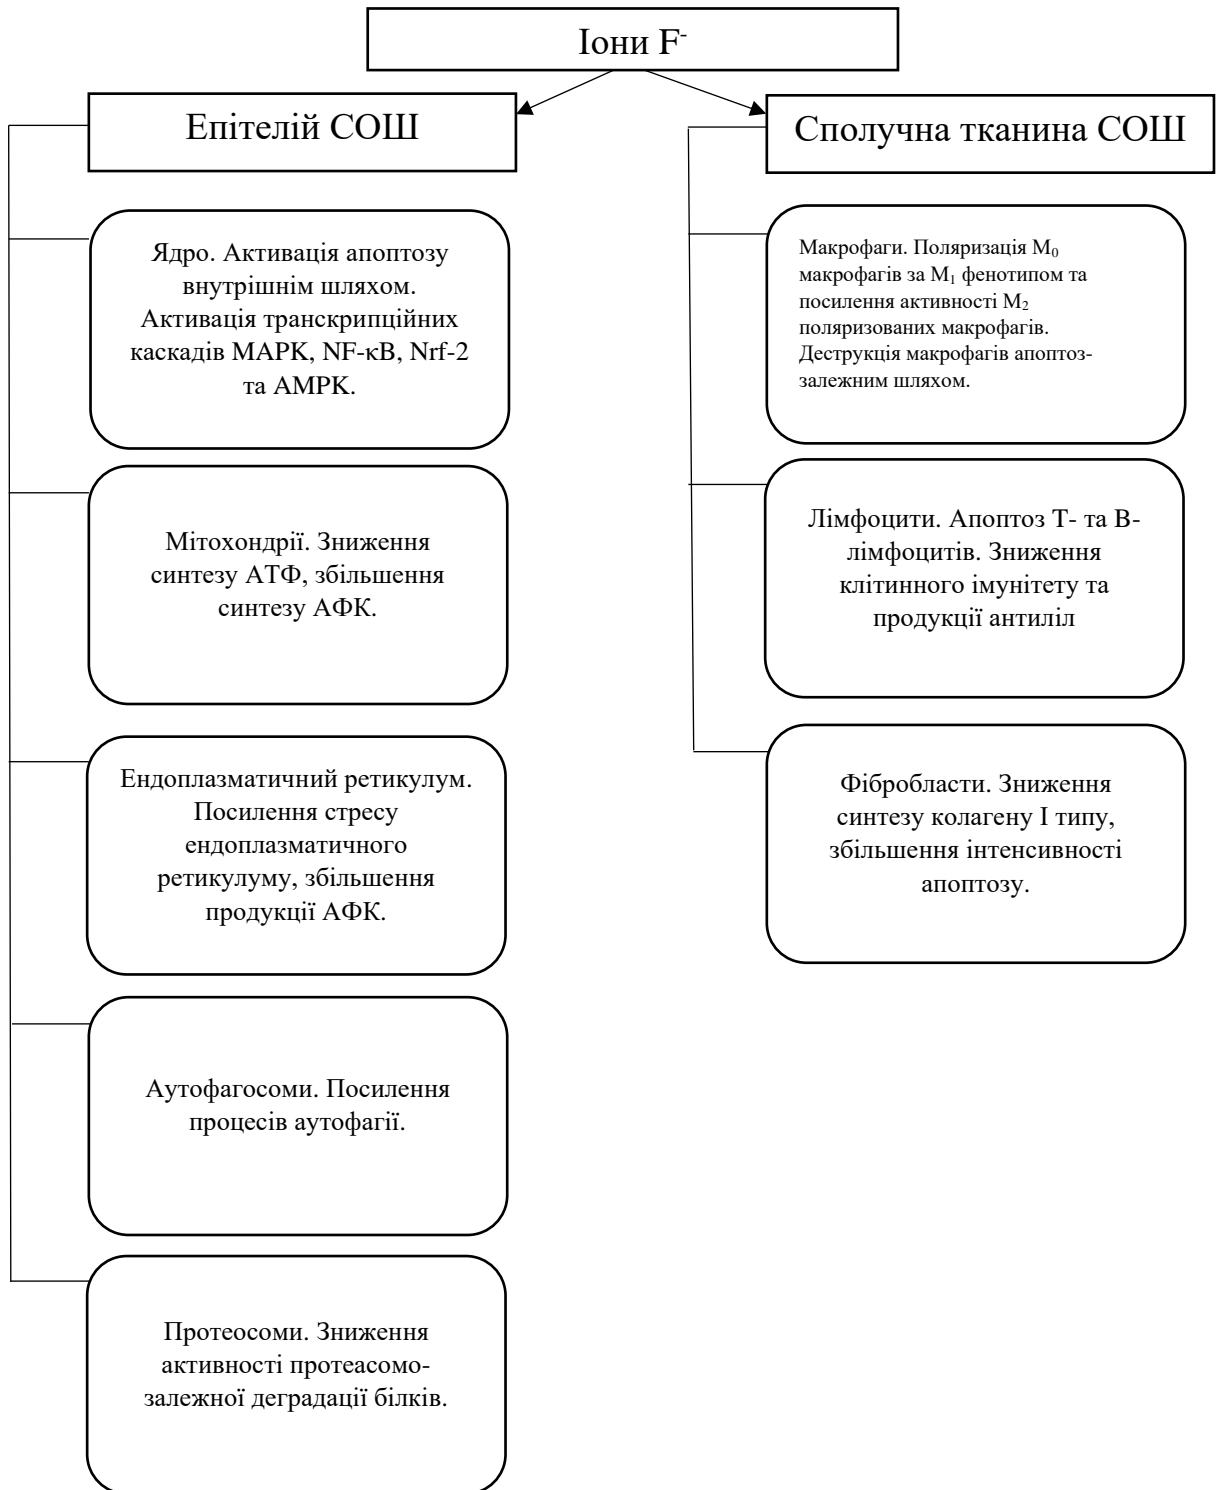 Іони F⁻
Епітелій СОШ
Ядро. Активація апоптозу
внутрішнім шляхом.
Активація транскрипційних
каскадів MAPK, NF-κB, Nrf-2
та AMPK.
Мітохондрії. Зниження
синтезу АТФ, збільшення
синтезу АФК.
Ендоплазматичний ретикулум.
Посилення стресу
ендоплазматичного
ретикулуму, збільшення
продукції АФК.
Аутофагосоми. Посилення
процесів аутофагії.
Протеосоми. Зниження
активності протеасомо-
залежної деградації білків.
Сполучна тканина СОШ
Макрофаги. Поляризація M₀
макрофагів за M₁ фенотипом та
посилення активності M₂
поляризованих макрофагів.
Деструкція макрофагів апоптоз-
залежним шляхом.
Лімфоцити. Апоптоз Т- та В-
лімфоцитів. Зниження
клітинного імунітету та
продукції антиліл
Фібробласти. Зниження
синтезу колагену І типу,
збільшення інтенсивності
апоптозу.